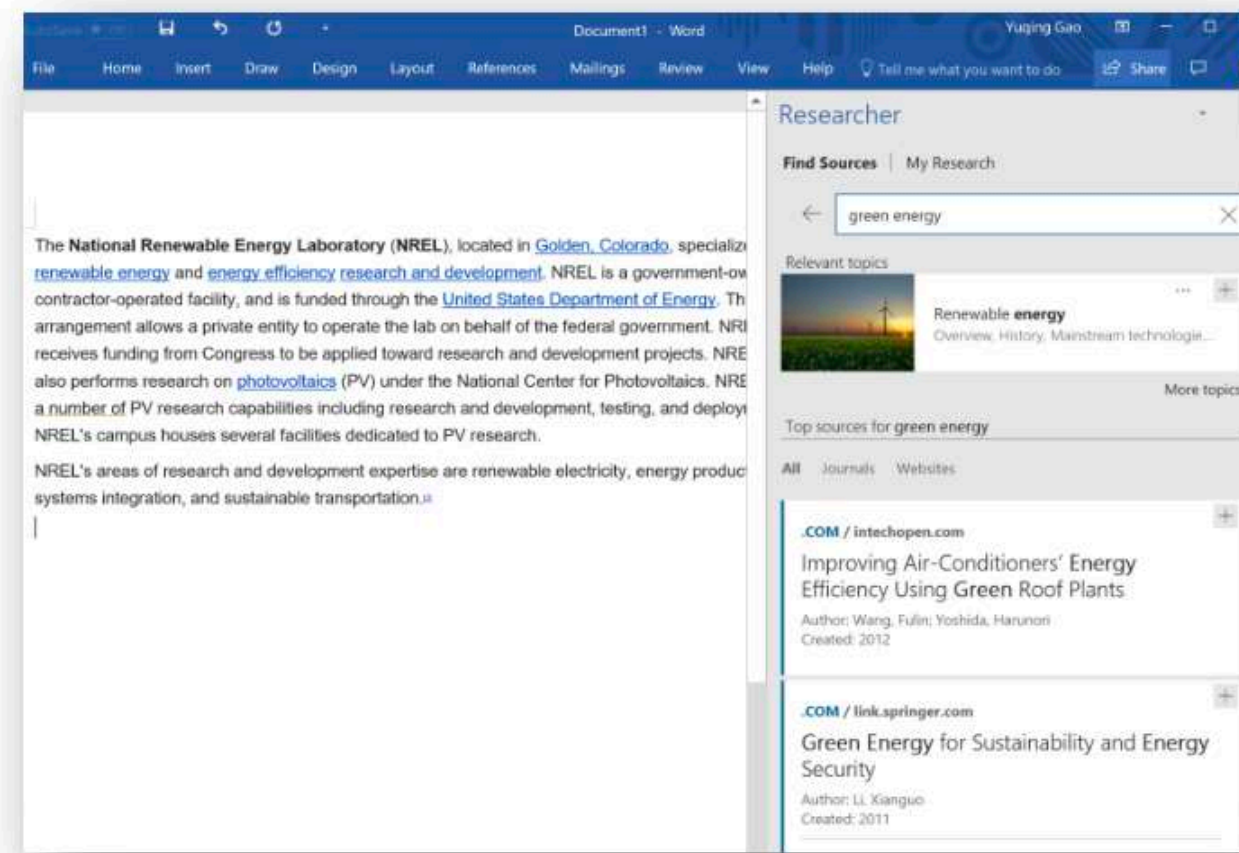 Document1 - Word
Yuqing Gao
File Home Insert Draw Design Layout References Mailings Review View Help Tell me what you want to do Share
Researcher
Find Sources | My Research
green energy
Relevant topics
Renewable energy
Overview, History, Mainstream technologie...
More topics
Top sources for green energy
All Journals Websites
.COM / intechopen.com
Improving Air-Conditioners' Energy
Efficiency Using Green Roof Plants
Author: Wang, Fulin; Yoshida, Harunori
Created: 2012
.COM / link.springer.com
Green Energy for Sustainability and Energy
Security
Author: Li, Xianguo
Created: 2011
The National Renewable Energy Laboratory (NREL), located in Golden, Colorado, specializ
renewable energy and energy efficiency research and development. NREL is a government-ow
contractor-operated facility, and is funded through the United States Department of Energy. Th
arrangement allows a private entity to operate the lab on behalf of the federal government. NRE
receives funding from Congress to be applied toward research and development projects. NRE
also performs research on photovoltaics (PV) under the National Center for Photovoltaics. NRE
a number of PV research capabilities including research and development, testing, and deploy
NREL's campus houses several facilities dedicated to PV research.
NREL's areas of research and development expertise are renewable electricity, energy produc
systems integration, and sustainable transportation.